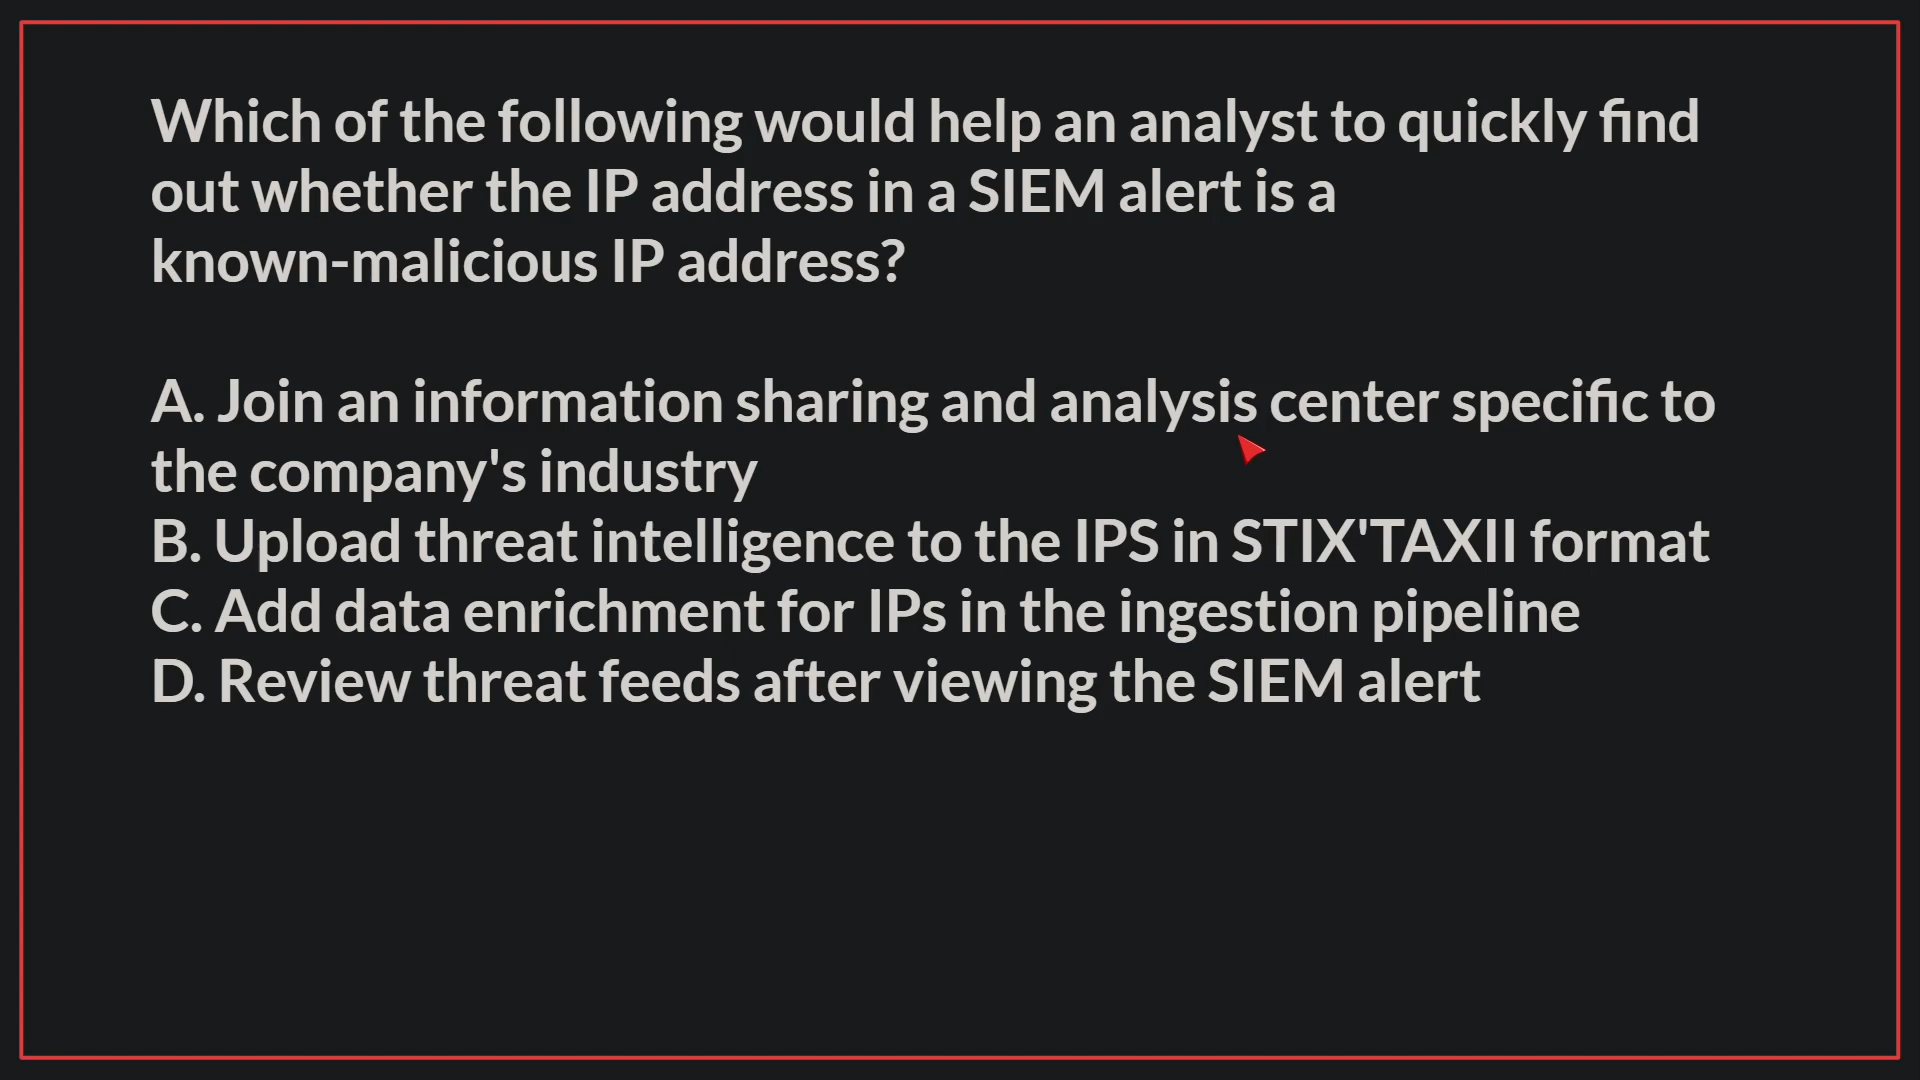 Which of the following would help an analyst to quickly find
out whether the IP address in a SIEM alert is a
known-malicious IP address?
A. Join an information sharing and analysis center specific to
the company's industry
B. Upload threat intelligence to the IPS in STIX'TAXII format
C. Add data enrichment for IPs in the ingestion pipeline
D. Review threat feeds after viewing the SIEM alert